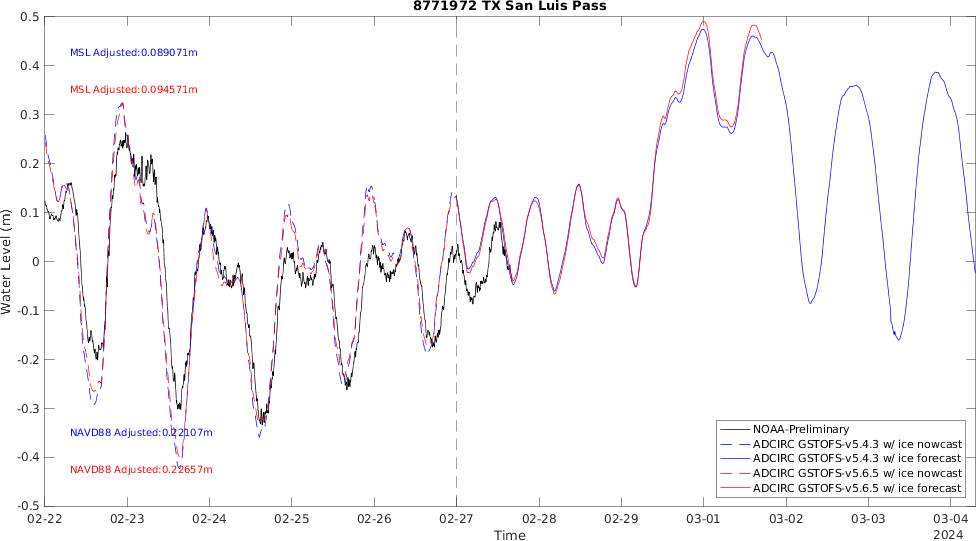 8771972 TX San Luis Pass
0.5
0.4
0.3
0.2
0.1
0
-0.1
-0.2
-0.3
-0.4
-0.5
Water Level (m)
MSL Adjusted:0.089071m
MSL Adjusted:0.094571m
NAVD88 Adjusted:0.22107m
NAVD88 Adjusted:0.22657m
NOAA-Preliminary
ADCIRC GSTOFS-v5.4.3 w/ ice nowcast
ADCIRC GSTOFS-v5.4.3 w/ ice forecast
ADCIRC GSTOFS-v5.6.5 w/ ice nowcast
ADCIRC GSTOFS-v5.6.5 w/ ice forecast
02-22 02-23 02-24 02-25 02-26 02-27 02-28 02-29 03-01 03-02 03-03 03-04
Time
2024